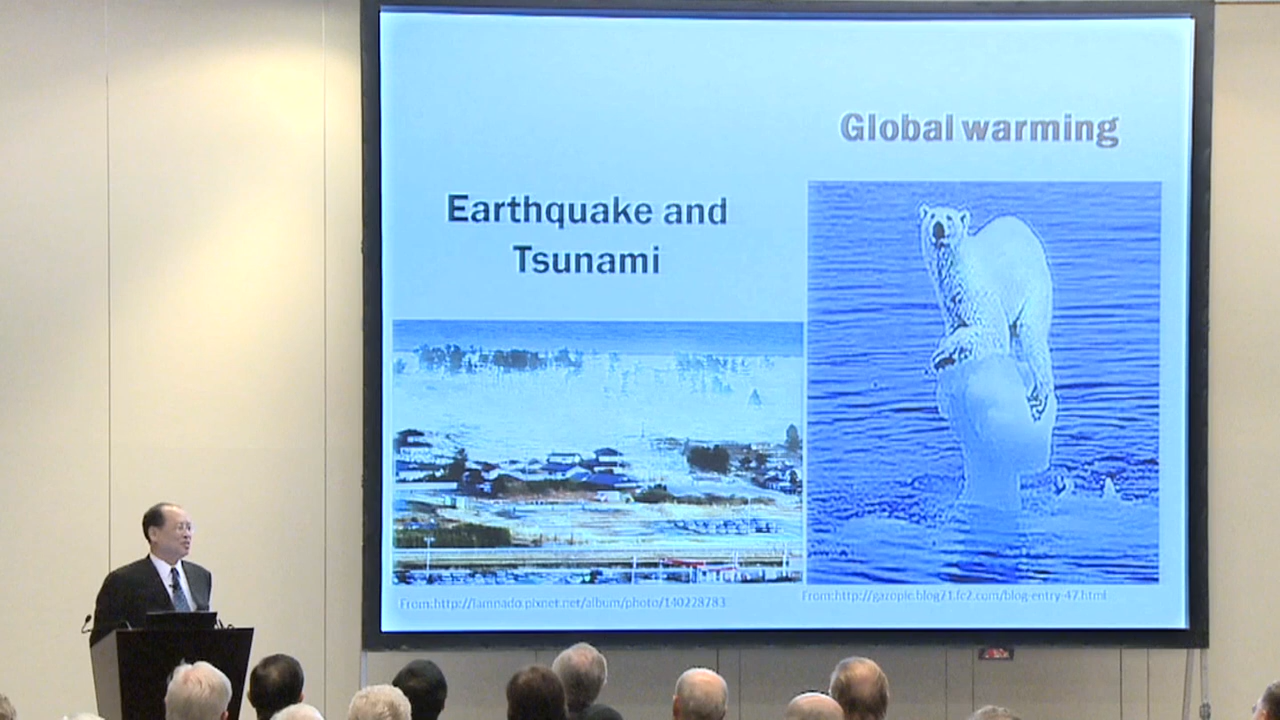 Global warming
Earthquake and
Tsunami
From:http://lamnado.pixnet.net/album/photo/140228783
From:http://gazople.blog71.fc2.com/blog-entry-47.html